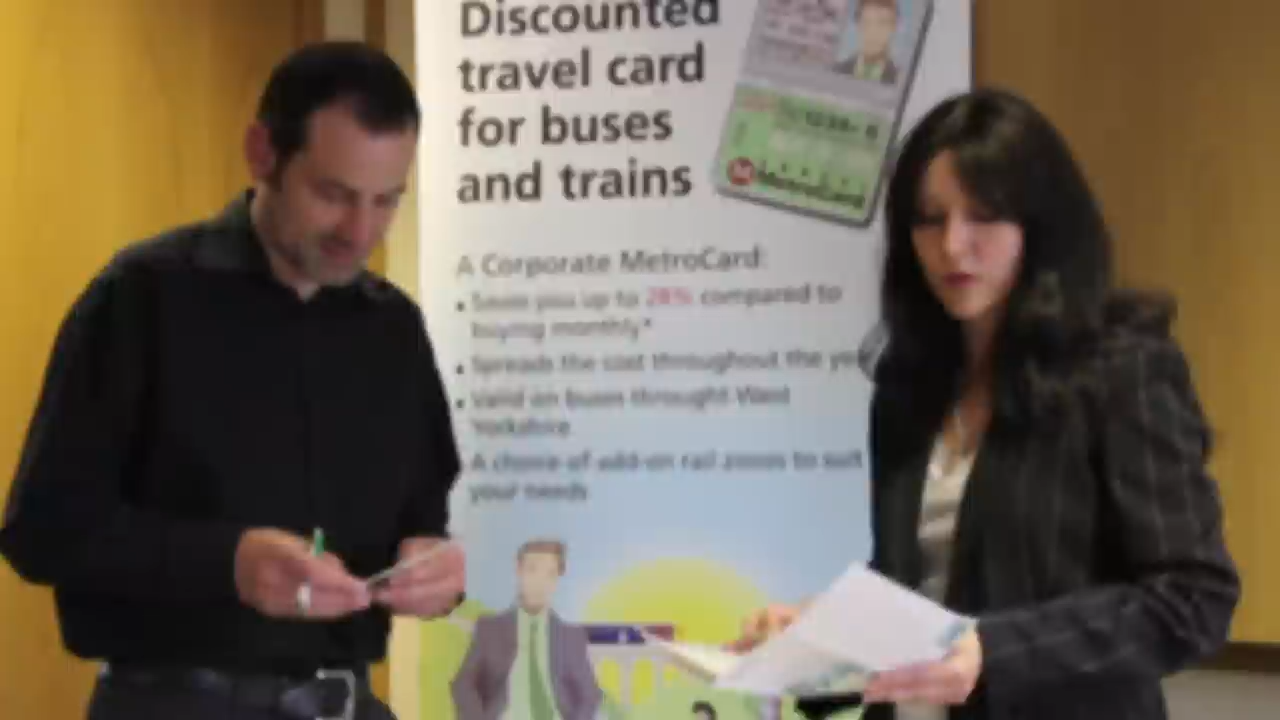 Discounted
travel card
for buses
and trains
MetroCard
A Corporate MetroCard:
• Saves you up to 28% compared to
buying monthly*
• Spreads the cost throughout the
• Valid on buses throught West
Yorkshire
• A choice of add-on rail zones to suit
your needs